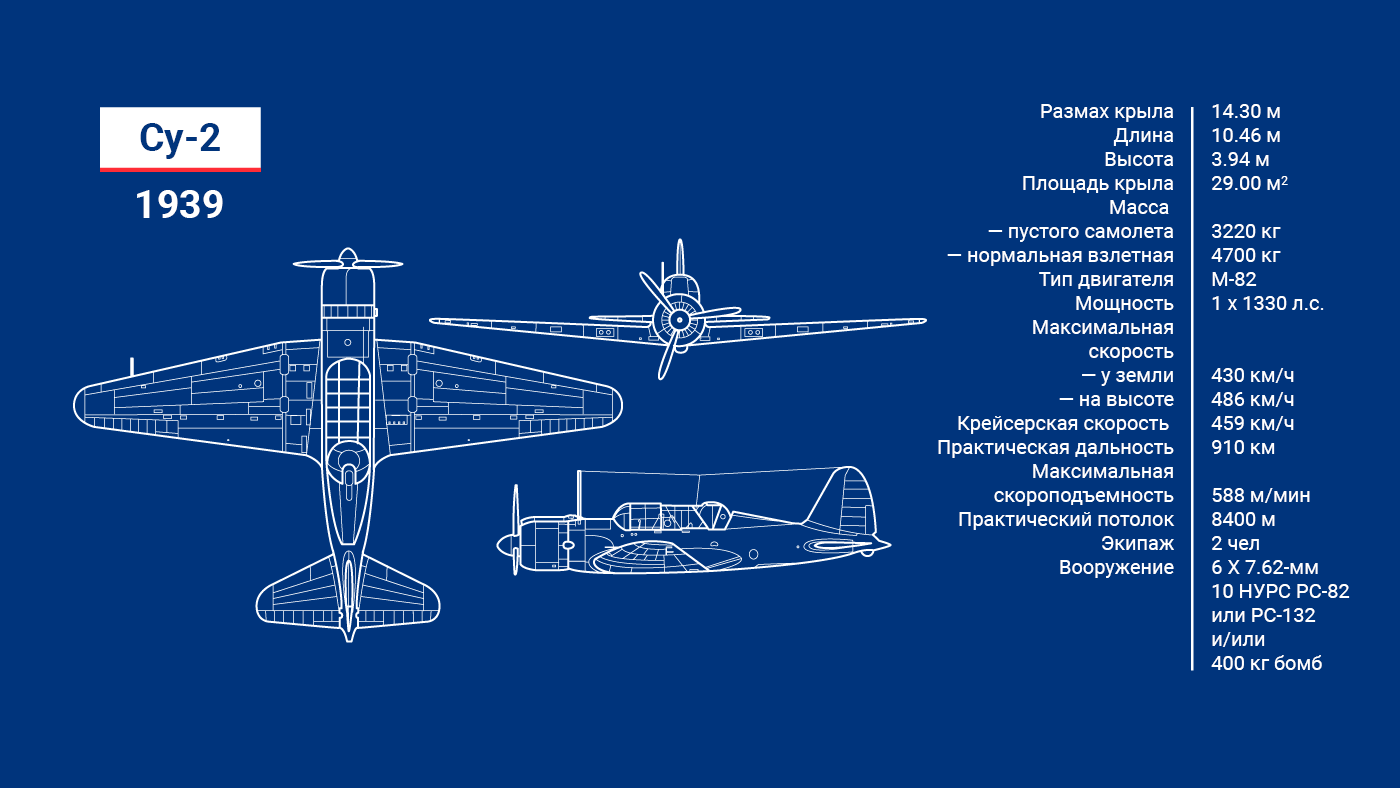 Су-2
1939
Размах крыла 14.30 м
Длина 10.46 м
Высота 3.94 м
Площадь крыла 29.00 м²
Масса
— пустого самолета 3220 кг
— нормальная взлетная 4700 кг
Тип двигателя М-82
Мощность 1 х 1330 л.с.
Максимальная
скорость
— у земли 430 км/ч
— на высоте 486 км/ч
Крейсерская скорость 459 км/ч
Практическая дальность 910 км
Максимальная
скороподъемность 588 м/мин
Практический потолок 8400 м
Экипаж 2 чел
Вооружение 6 Х 7.62-мм
10 НУРС РС-82
или РС-132
и/или
400 кг бомб